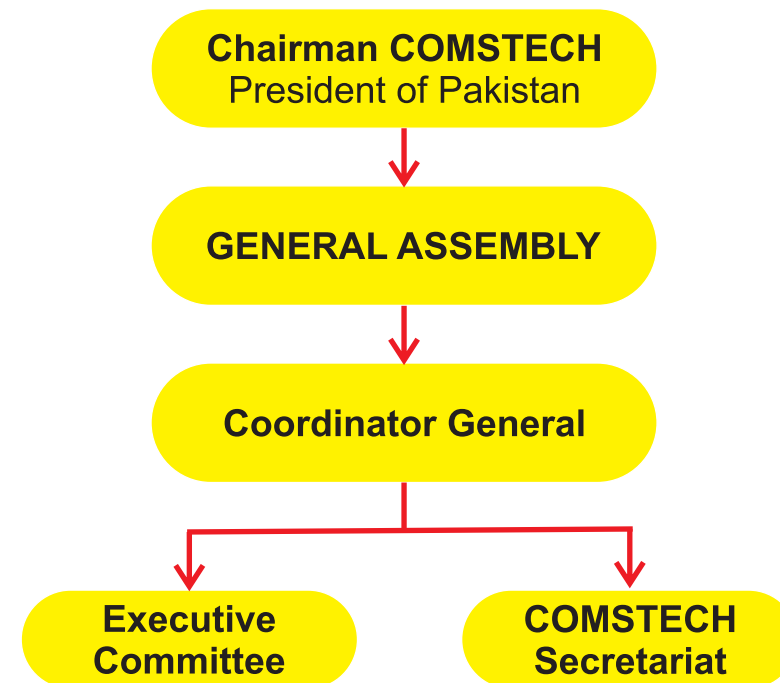 Chairman COMSTECH
President of Pakistan
GENERAL ASSEMBLY
Coordinator General
Executive
Committee
COMSTECH
Secretariat